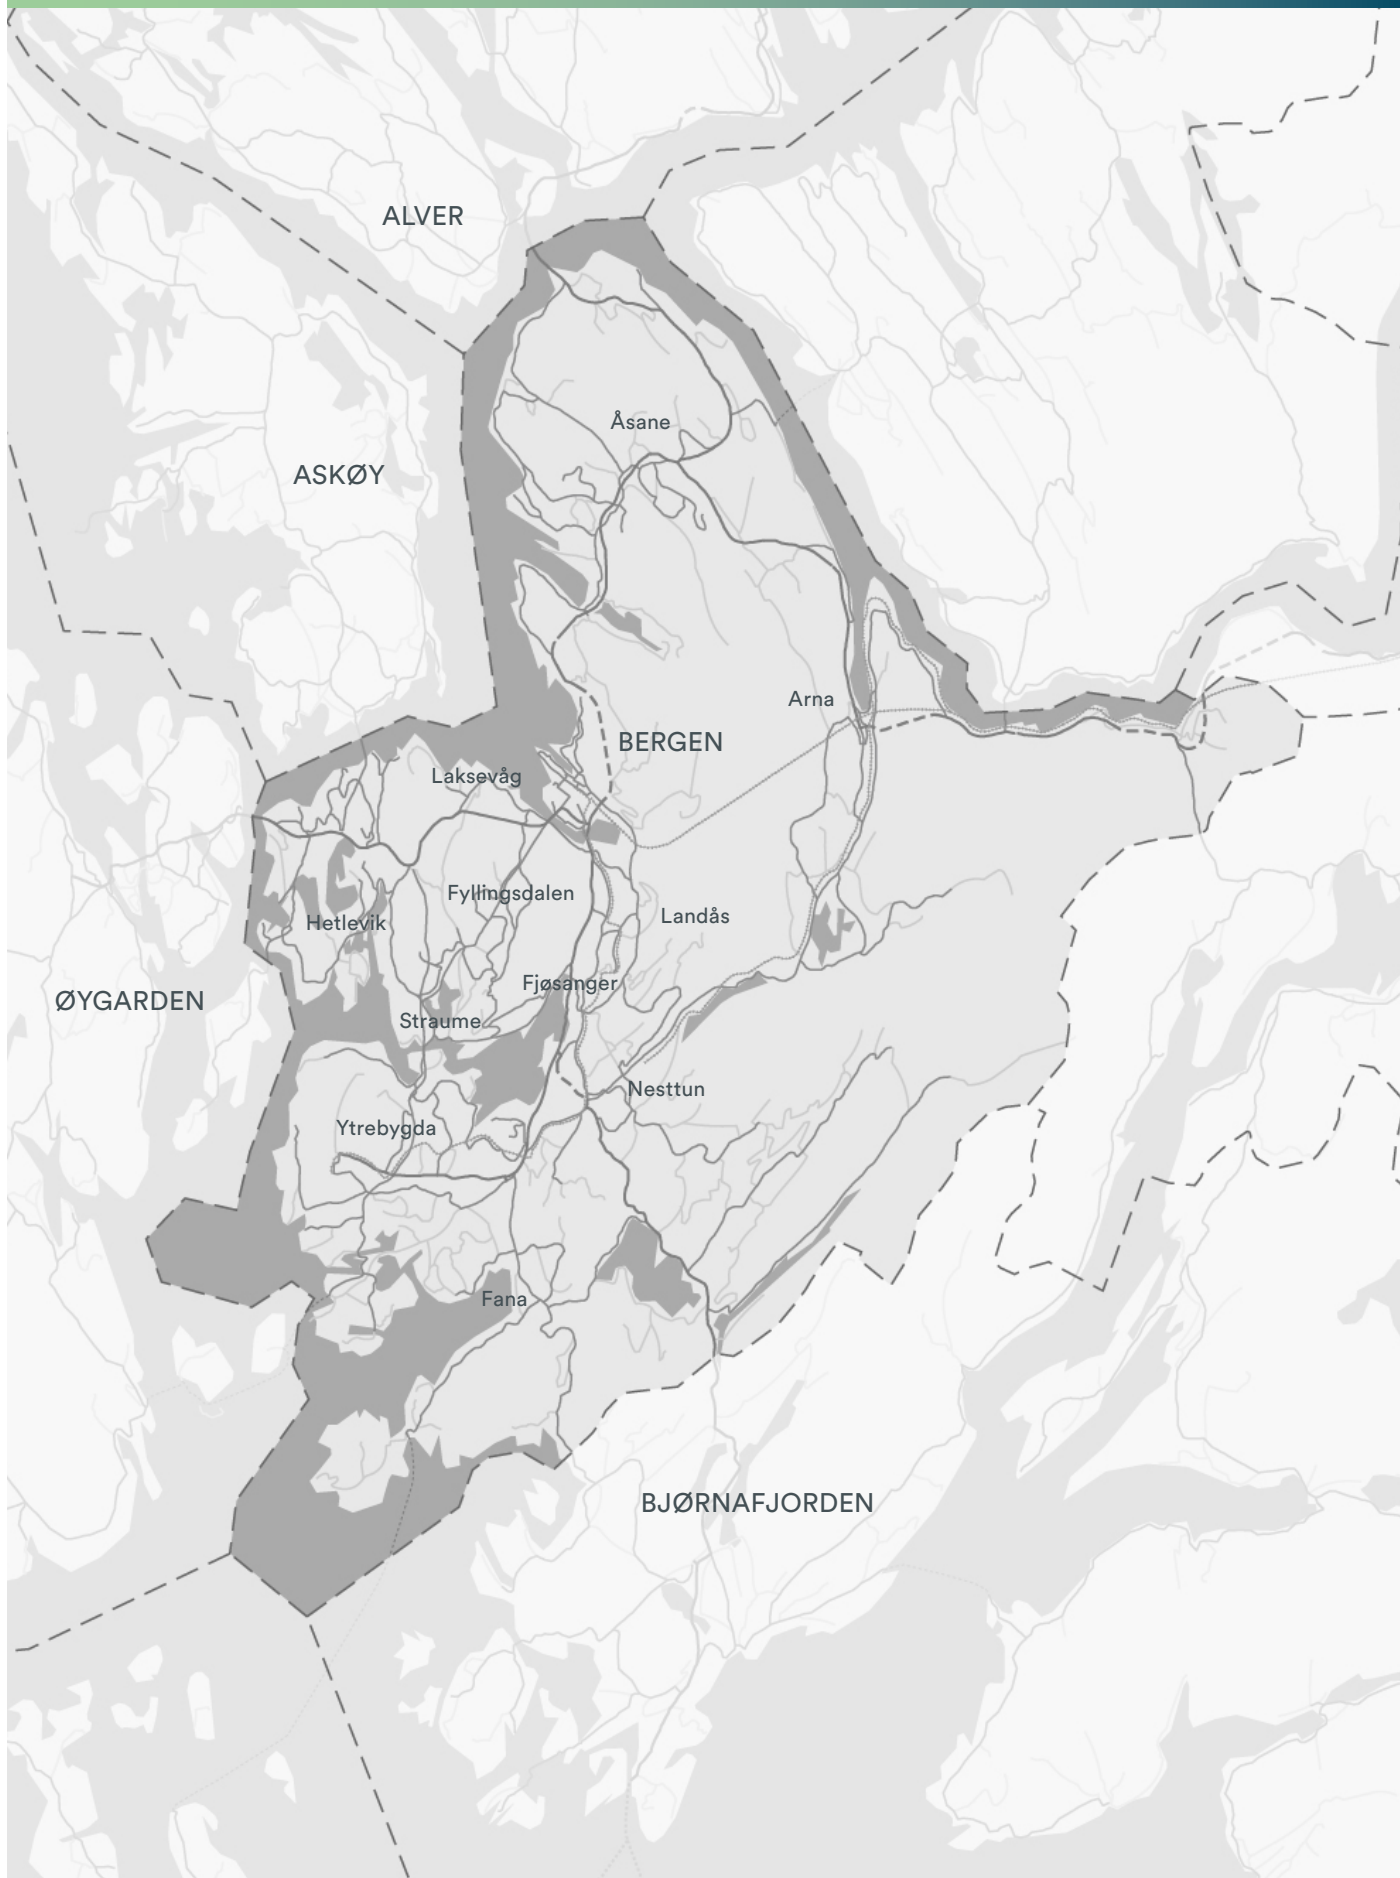 ALVER
Åsane
ASKØY
Arna
BERGEN
Laksevåg
Fyllingsdalen
Landås
Hetlevik
Fjøsanger
ØYGARDEN
Straume
Nesttun
Ytrebygda
Fana
BJØRNAFJORDEN